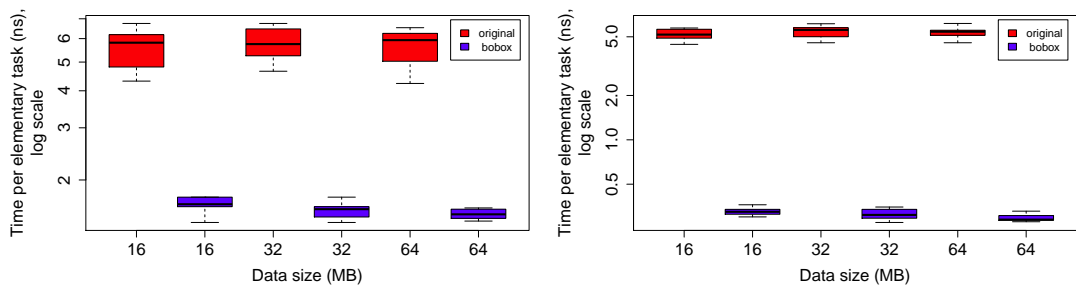 Time per elementary task (ns),
log scale
6
5
4
3
2
original
bobox
16
16
32
32
64
64
Data size (MB)
Time per elementary task (ns),
log scale
5.0
2.0
1.0
0.5
original
bobox
16
16
32
32
64
64
Data size (MB)